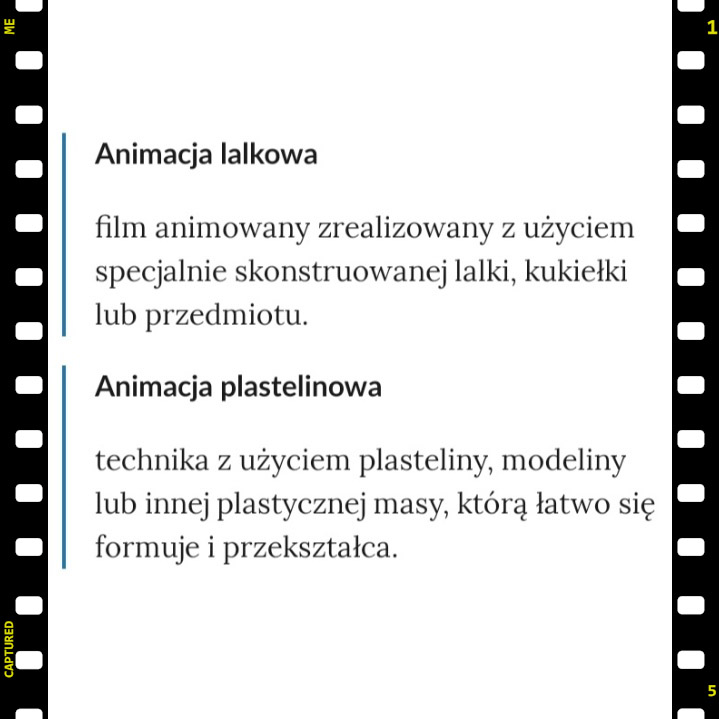 ME
1
Animacja lalkowa
film animowany zrealizowany z użyciem
specjalnie skonstruowanej lalki, kukiełki
lub przedmiotu.
Animacja plastelinowa
technika z użyciem plasteliny, modeliny
lub innej plastycznej masy, którą łatwo się
formuje i przekształca.
CAPTURED
5